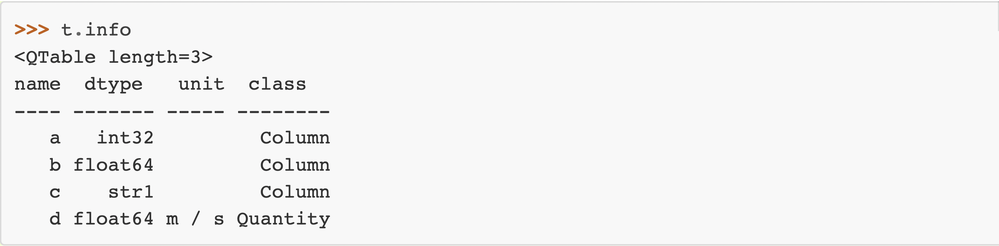 >>> t.info
<QTable length=3>
name  dtype   unit  class
---- ------- ----- --------
   a   int32         Column
   b float64         Column
   c    str1         Column
   d float64 m / s Quantity